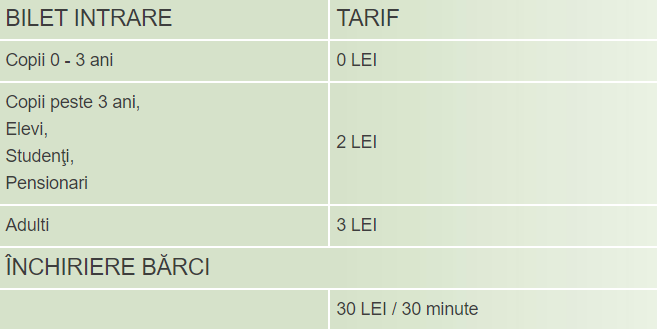 BILET INTRARE TARIF
Copii 0 - 3 ani 0 LEI
Copii peste 3 ani,
Elevi,
Studenţi,
Pensionari
2 LEI
Adulti 3 LEI
ÎNCHIRIERE BĂRCI
30 LEI / 30 minute